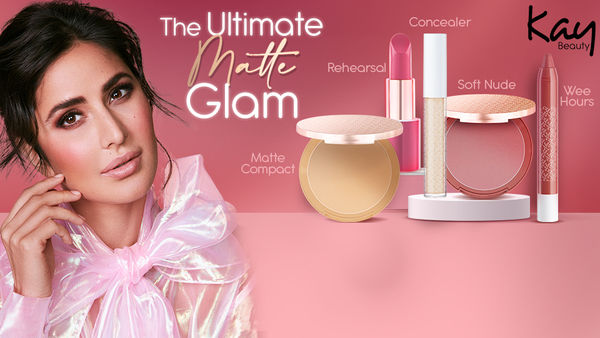 The Ultimate
Matte
Glam
Concealer
Kay
Beauty
Rehearsal
Soft Nude
Wee
Hours
Matte
Compact